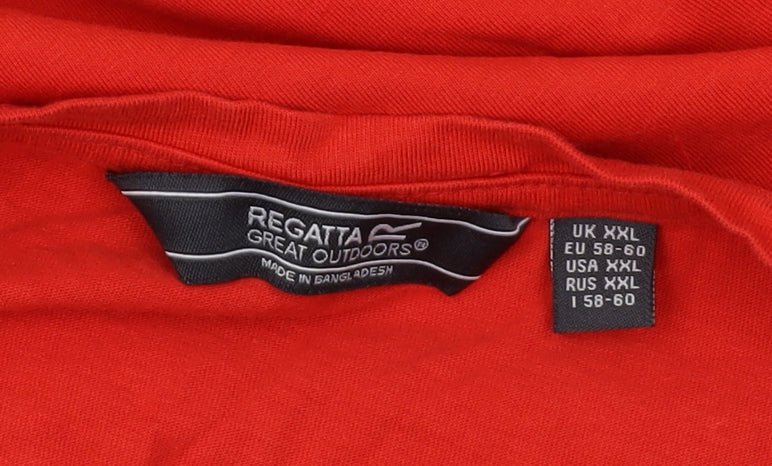 REGATTA
GREAT OUTDOORS®
MADE IN BANGLADESH
UK XXL
EU 58-60
USA XXL
RUS XXL
I 58-60